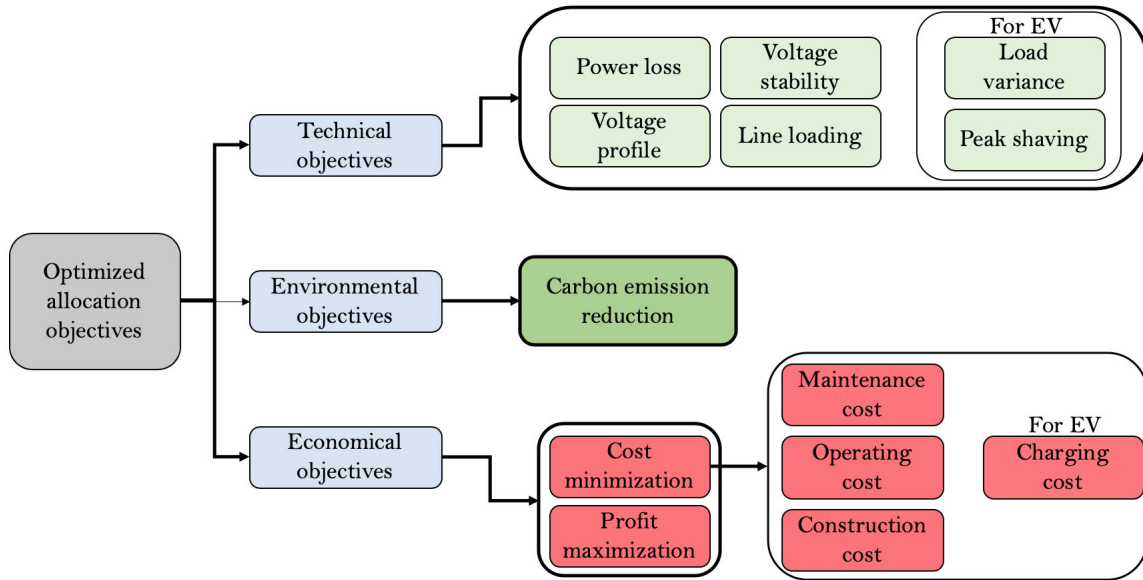 For EV
Power loss
Voltage
stability
Load
variance
Voltage
profile
Line loading
Peak shaving
Technical
objectives
Optimized
allocation
objectives
Environmental
objectives
Carbon emission
reduction
Economical
objectives
Cost
minimization
Profit
maximization
Maintenance
cost
Operating
cost
Construction
cost
For EV
Charging
cost